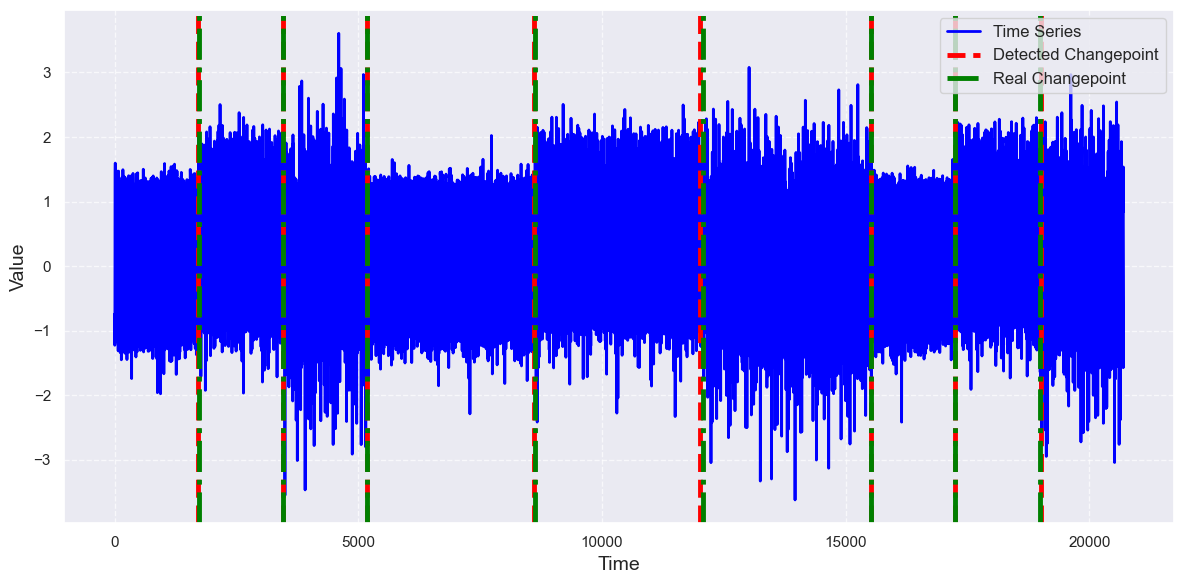 Time Series
Detected Changepoint
Real Changepoint
3
2
1
0
−1
−2
−3
Value
0
5000
10000
15000
20000
Time